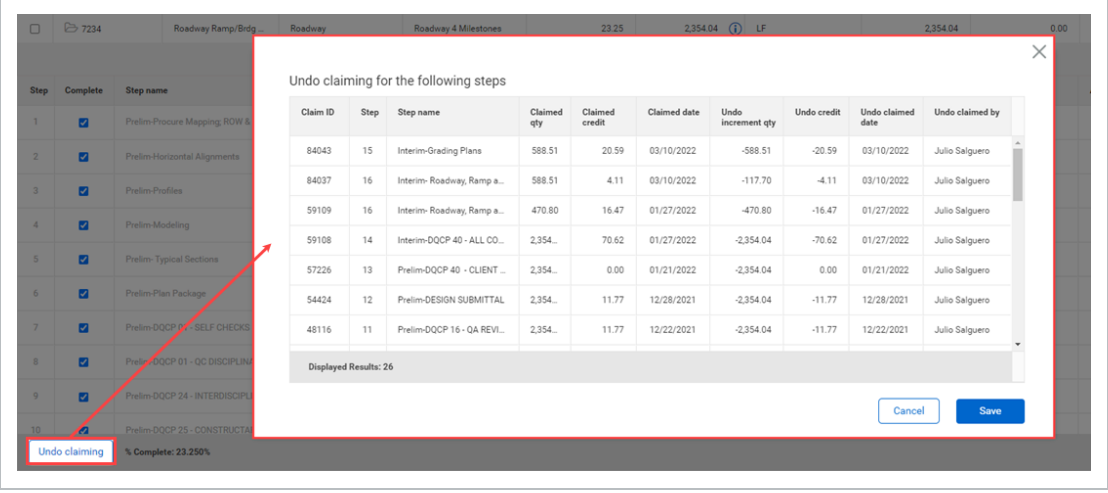 7234 Roadway Ramp/Brdg ... Roadway Roadway 4 Milestones 23.25 2,354.04 LF 2,354.04 0.00
Step Complete Step name
1 Prelim-Procure Mapping, ROW &
2 Prelim-Horizontal Alignments
3 Prelim-Profiles
4 Prelim-Modeling
5 Prelim- Typical Sections
6 Prelim-Plan Package
7 Prelim-DQCP 01 - SELF CHECKS
8 Prelim-DQCP 01 - QC DISCIPLINA
9 Prelim-DQCP 24 - INTERDISCIPLI
10 Prelim-DQCP 25 - CONSTRUCTA
Undo claiming % Complete: 23.250%
Undo claiming for the following steps
Claim ID Step Step name Claimed qty Claimed credit Claimed date Undo increment qty Undo credit Undo claimed date Undo claimed by
84043 15 Interim-Grading Plans 588.51 20.59 03/10/2022 -588.51 -20.59 03/10/2022 Julio Salguero
84037 16 Interim- Roadway, Ramp a... 588.51 4.11 03/10/2022 -117.70 -4.11 03/10/2022 Julio Salguero
59109 16 Interim- Roadway, Ramp a... 470.80 16.47 01/27/2022 -470.80 -16.47 01/27/2022 Julio Salguero
59108 14 Interim-DQCP 40 - ALL CO... 2,354... 70.62 01/27/2022 -2,354.04 -70.62 01/27/2022 Julio Salguero
57226 13 Prelim-DQCP 40 - CLIENT ... 2,354... 0.00 01/21/2022 -2,354.04 0.00 01/21/2022 Julio Salguero
54424 12 Prelim-DESIGN SUBMITTAL 2,354... 11.77 12/28/2021 -2,354.04 -11.77 12/28/2021 Julio Salguero
48116 11 Prelim-DQCP 16 - QA REVI... 2,354... 11.77 12/22/2021 -2,354.04 -11.77 12/22/2021 Julio Salguero
Displayed Results: 26
Cancel Save